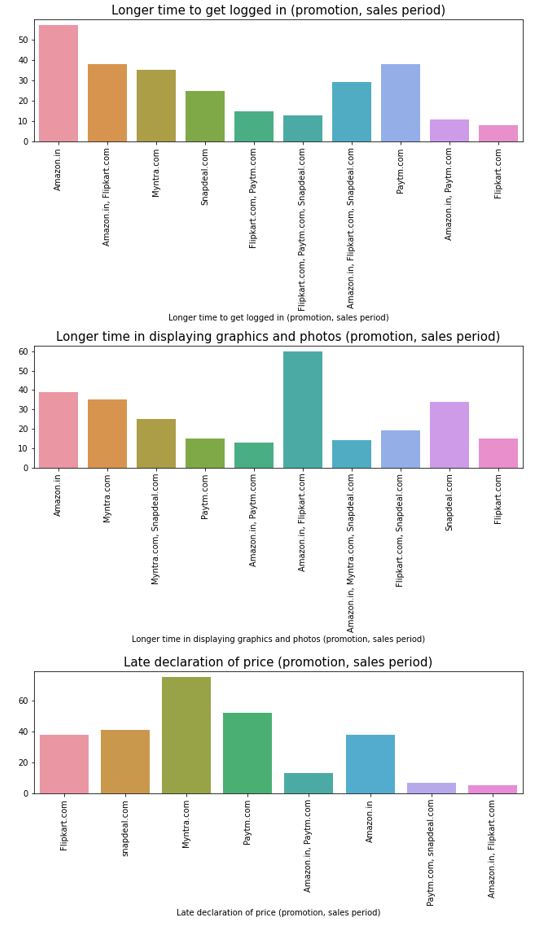 Longer time to get logged in (promotion, sales period)
50
40
30
20
10
0
Amazon.in
Amazon.in, Flipkart.com
Myntra.com
Snapdeal.com
Flipkart.com, Paytm.com
Flipkart.com, Paytm.com, Snapdeal.com
Amazon.in, Flipkart.com, Snapdeal.com
Paytm.com
Amazon.in, Paytm.com
Flipkart.com
Longer time to get logged in (promotion, sales period)
Longer time in displaying graphics and photos (promotion, sales period)
60
50
40
30
20
10
0
Amazon.in
Myntra.com
Myntra.com, Snapdeal.com
Paytm.com
Amazon.in, Paytm.com
Amazon.in, Flipkart.com
Amazon.in, Myntra.com, Snapdeal.com
Flipkart.com, Snapdeal.com
Snapdeal.com
Flipkart.com
Longer time in displaying graphics and photos (promotion, sales period)
Late declaration of price (promotion, sales period)
60
40
20
0
Flipkart.com
snapdeal.com
Myntra.com
Paytm.com
Amazon.in, Paytm.com
Amazon.in
Paytm.com, snapdeal.com
Amazon.in, Flipkart.com
Late declaration of price (promotion, sales period)